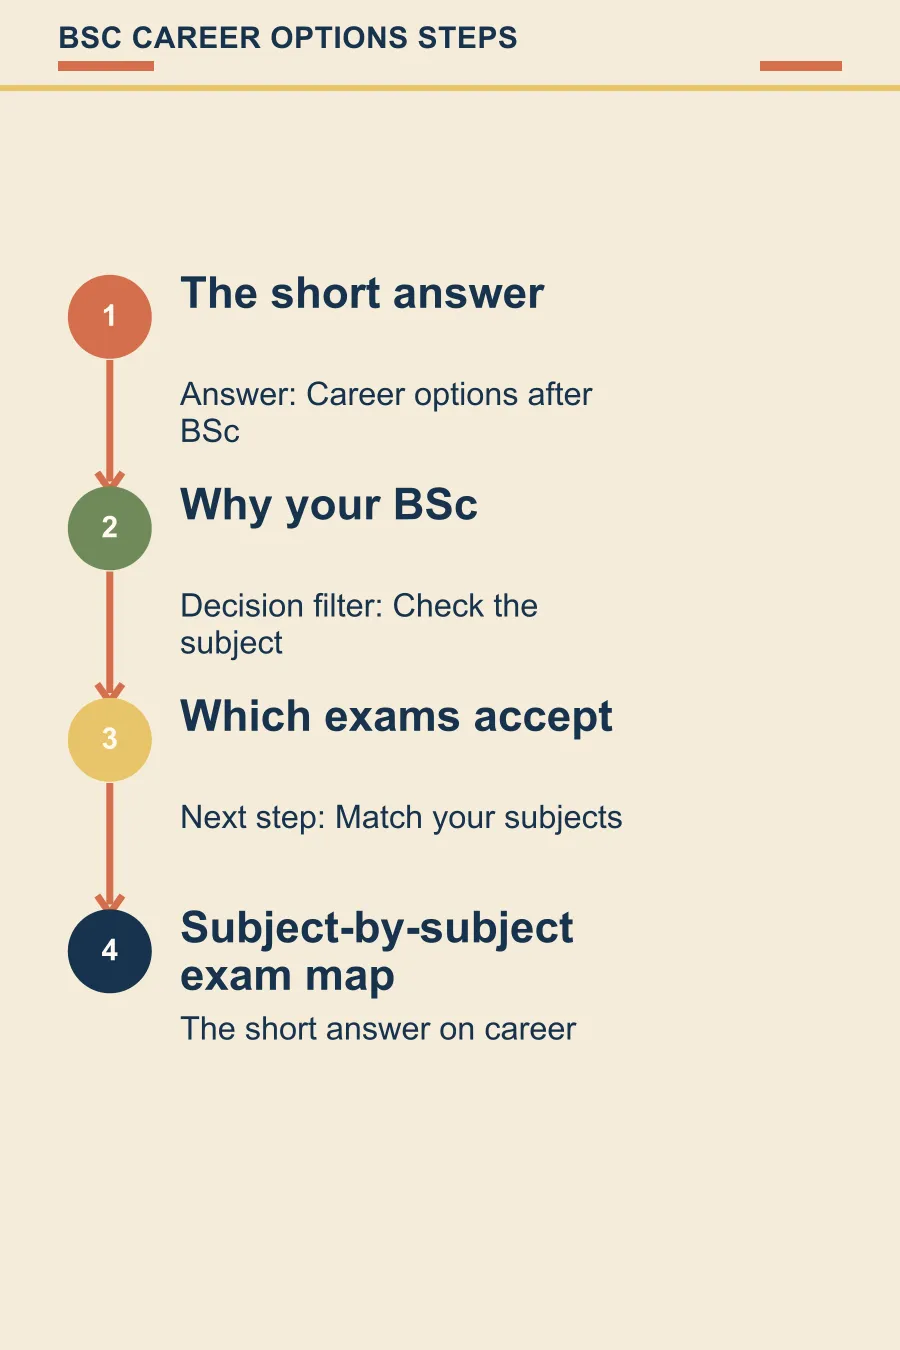 BSC CAREER OPTIONS STEPS
1
The short answer
Answer: Career options after
BSc
2
Why your BSc
Decision filter: Check the
subject
3
Which exams accept
Next step: Match your subjects
4
Subject-by-subject
exam map
The short answer on career